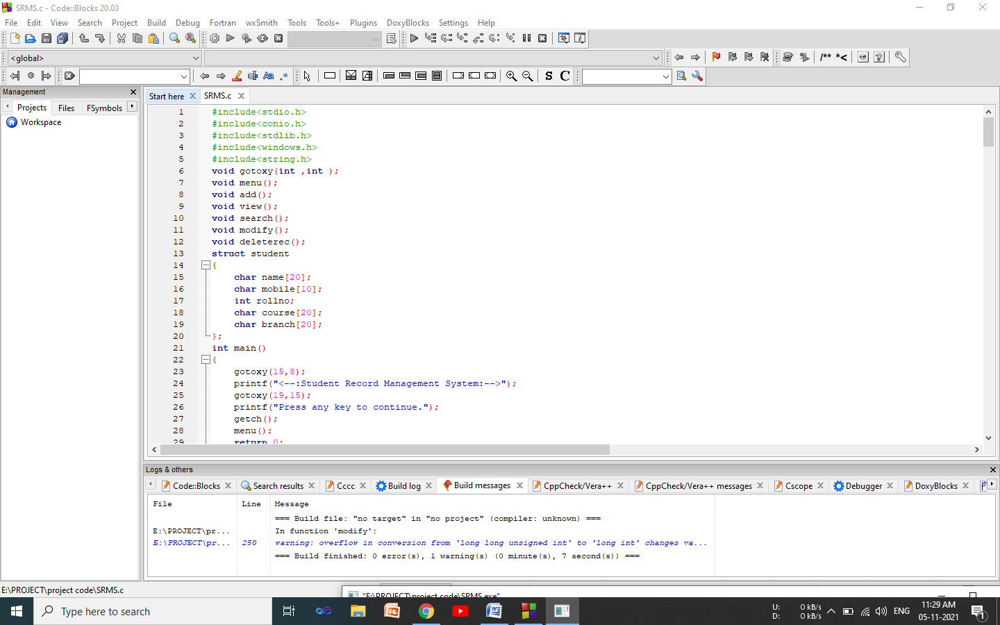 SRMS.c - Code::Blocks 20.03
File Edit View Search Project Build Debug Fortran wxSmith Tools Tools+ Plugins DoxyBlocks Settings Help
<global>
/** *<
Aa .*
S C
Management
Projects Files FSymbols
Workspace
Start here SRMS.c
1 #include<stdio.h>
2 #include<conio.h>
3 #include<stdlib.h>
4 #include<windows.h>
5 #include<string.h>
6 void gotoxy(int ,int );
7 void menu();
8 void add();
9 void view();
10 void search();
11 void modify();
12 void deleterec();
13 struct student
14 {
15 char name[20];
16 char mobile[10];
17 int rollno;
18 char course[20];
19 char branch[20];
20 };
21 int main()
22 {
23 gotoxy(15,8);
24 printf("<--:Student Record Management System:-->");
25 gotoxy(19,15);
26 printf("Press any key to continue.");
27 getch();
28 menu();
29 return 0;
Logs & others
Code::Blocks Search results Cccc Build log Build messages CppCheck/Vera++ CppCheck/Vera++ messages Cscope Debugger DoxyBlocks F
File Line Message
=== Build file: "no target" in "no project" (compiler: unknown) ===
E:\PROJECT\pr... In function 'modify':
E:\PROJECT\pr... 250 warning: overflow in conversion from 'long long unsigned int' to 'long int' changes va...
=== Build finished: 0 error(s), 1 warning(s) (0 minute(s), 7 second(s)) ===
E:\PROJECT\project code\SRMS.c
"E:\PROJECT\project code\SRMS.exe"
Type here to search
U: 0 kB/s
D: 0 kB/s
ENG
11:29 AM
05-11-2021
1